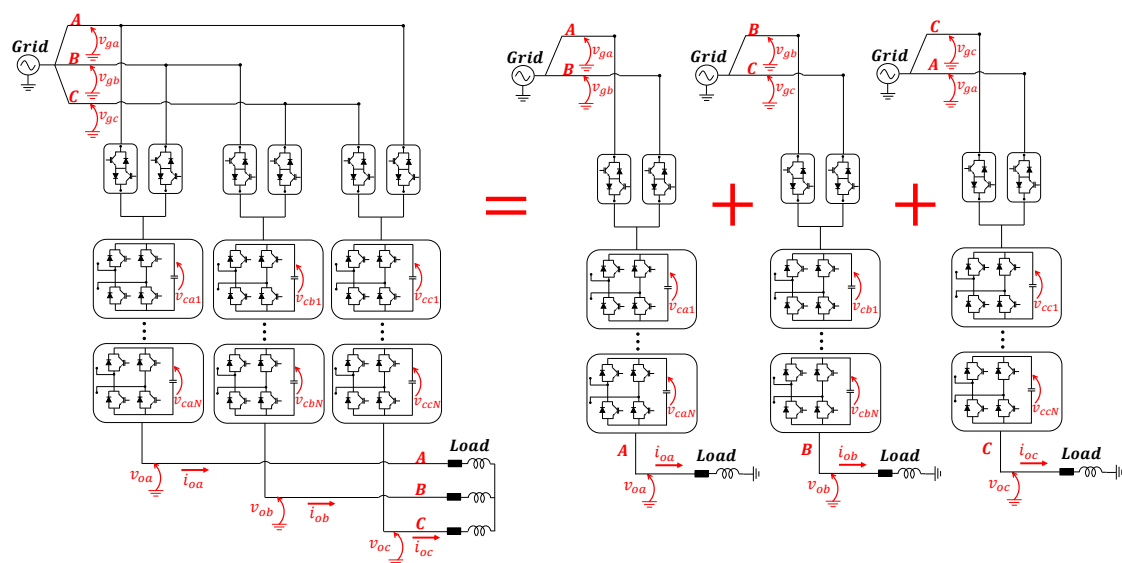 A
Grid
v_ga
B
v_gb
C
v_gc
v_ca1
v_cb1
v_cc1
v_caN
v_cbN
v_ccN
A
Load
v_oa
i_oa
B
v_ob
i_ob
C
v_oc
i_oc
=
A
Grid
v_ga
B
v_gb
v_ca1
v_caN
A
i_oa
Load
v_oa
+
B
Grid
v_gb
C
v_gc
v_cb1
v_cbN
B
i_ob
Load
v_ob
+
C
Grid
v_gc
A
v_ga
v_cc1
v_ccN
C
i_oc
Load
v_oc